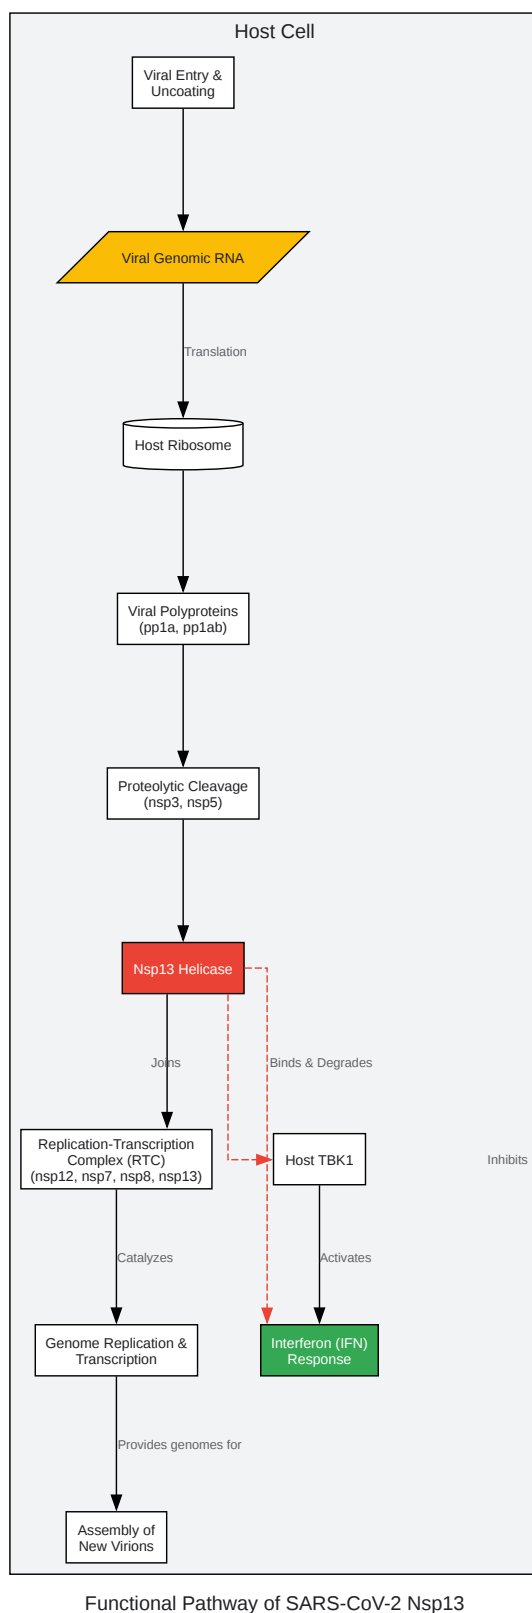 Host Cell
Viral Entry &
Uncoating
Viral Genomic RNA
Translation
Host Ribosome
Viral Polyproteins
(pp1a, pp1ab)
Proteolytic Cleavage
(nsp3, nsp5)
Nsp13 Helicase
Joins
Binds & Degrades
Replication-Transcription
Complex (RTC)
(nsp12, nsp7, nsp8, nsp13)
Host TBK1
Inhibits
Catalyzes
Activates
Genome Replication &
Transcription
Interferon (IFN)
Response
Provides genomes for
Assembly of
New Virions
Functional Pathway of SARS-CoV-2 Nsp13